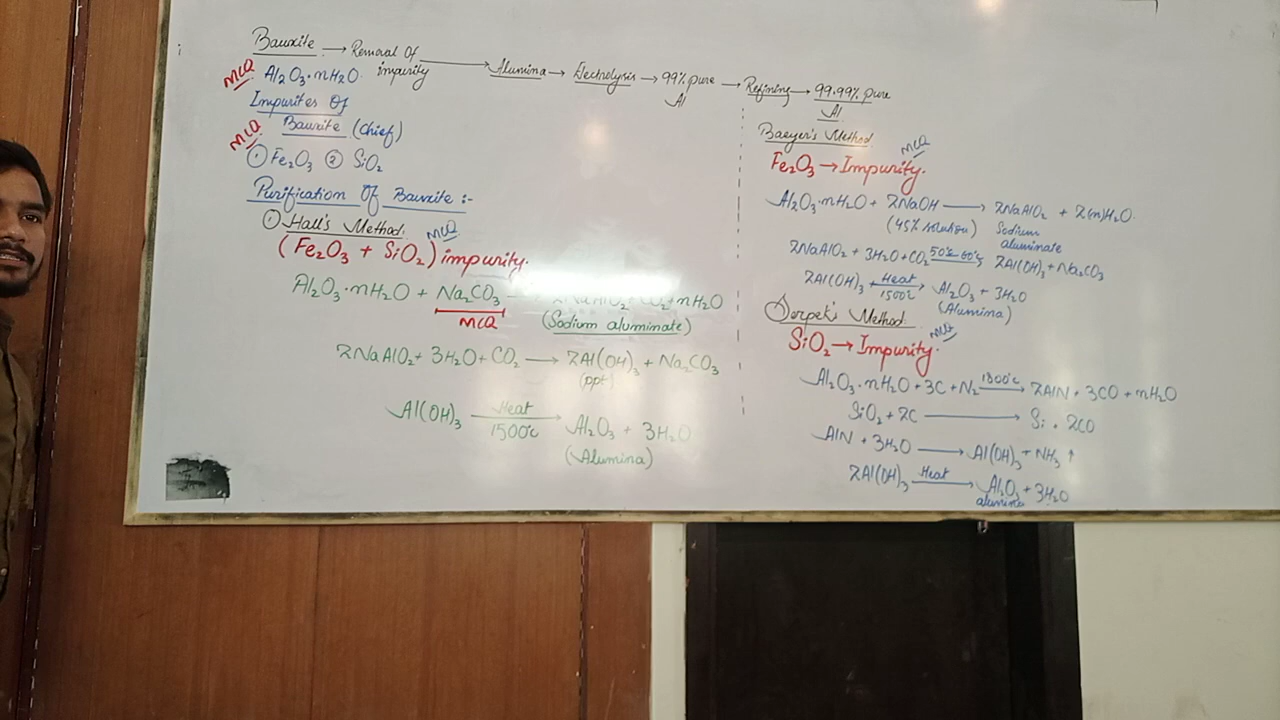 Bauxite → Removal Of impurity → Alumina → Electrolysis → 99% pure Al → Refining → 99.99% pure Al
MCQ Al₂O₃·nH₂O
Impurites Of
MCQ Bauxite (Chief)
① Fe₂O₃ ② SiO₂
Purification Of Bauxite :-
① Hall's Method
MCQ
(Fe₂O₃ + SiO₂) impurity.
Al₂O₃·nH₂O + Na₂CO₃ + nH₂O
MCQ (Sodium aluminate)
2NaAlO₂ + 3H₂O + CO₂ → 2Al(OH)₃ + Na₂CO₃
(ppt)
Al(OH)₃ Heat 1500°c → Al₂O₃ + 3H₂O
(Alumina)
Baeyer's Method
MCQ
Fe₂O₃ → Impurity.
Al₂O₃·nH₂O + 2NaOH → 2NaAlO₂ + 2(n)H₂O
(45% solution) Sodium aluminate
2NaAlO₂ + 3H₂O + CO₂ 50°c-60°c 2Al(OH)₃ + Na₂CO₃
2Al(OH)₃ Heat 1500°c → Al₂O₃ + 3H₂O
(Alumina)
Serpek's Method
MCQ
SiO₂ → Impurity.
Al₂O₃·nH₂O + 3C + N₂ 1800°c → 2AlN + 3CO + nH₂O
SiO₂ + 2C → Si + 2CO
AlN + 3H₂O → Al(OH)₃ + NH₃ ↑
2Al(OH)₃ Heat → Al₂O₃ + 3H₂O
alumina